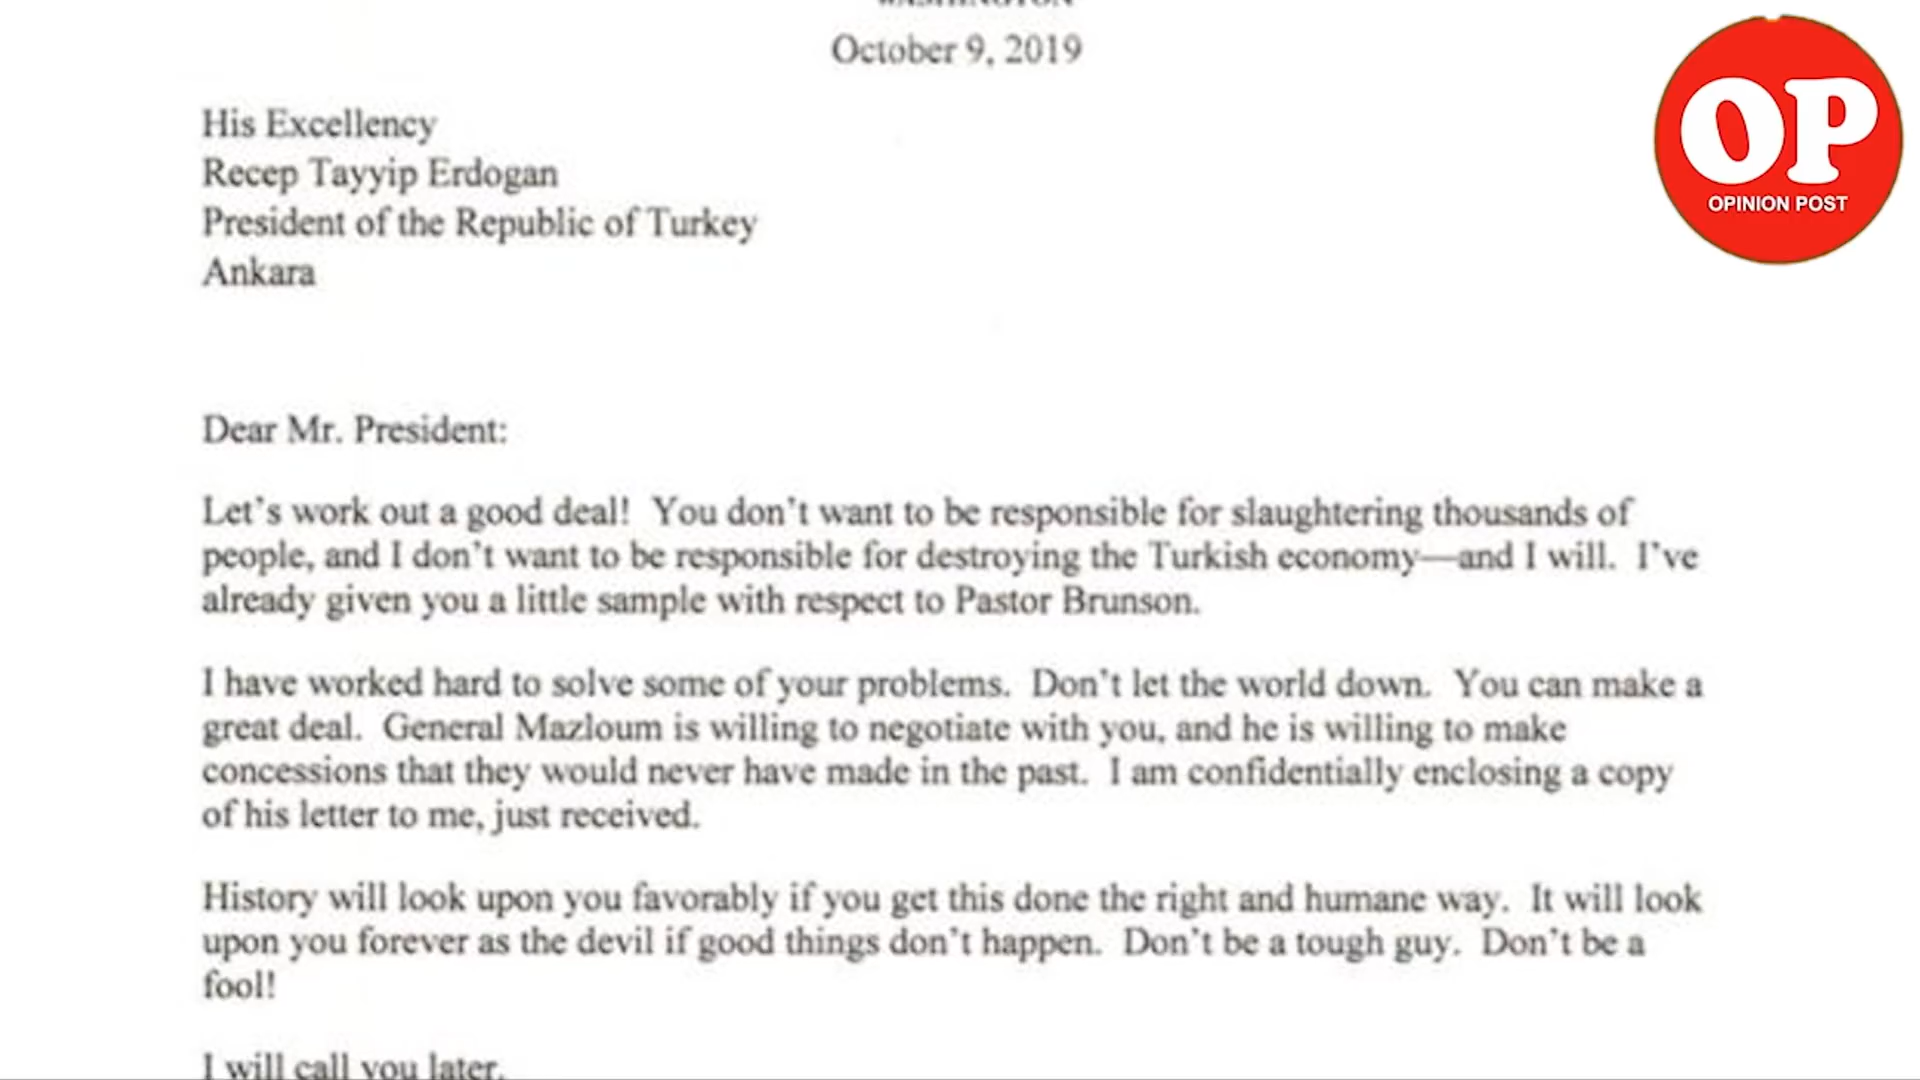 WASHINGTON
October 9, 2019
His Excellency
Recep Tayyip Erdogan
President of the Republic of Turkey
Ankara
Dear Mr. President:
Let's work out a good deal!  You don't want to be responsible for slaughtering thousands of
people, and I don't want to be responsible for destroying the Turkish economy—and I will.  I've
already given you a little sample with respect to Pastor Brunson.
I have worked hard to solve some of your problems.  Don't let the world down.  You can make a
great deal.  General Mazloum is willing to negotiate with you, and he is willing to make
concessions that they would never have made in the past.  I am confidentially enclosing a copy
of his letter to me, just received.
History will look upon you favorably if you get this done the right and humane way.  It will look
upon you forever as the devil if good things don't happen.  Don't be a tough guy.  Don't be a
fool!
I will call you later.
OP
OPINION POST